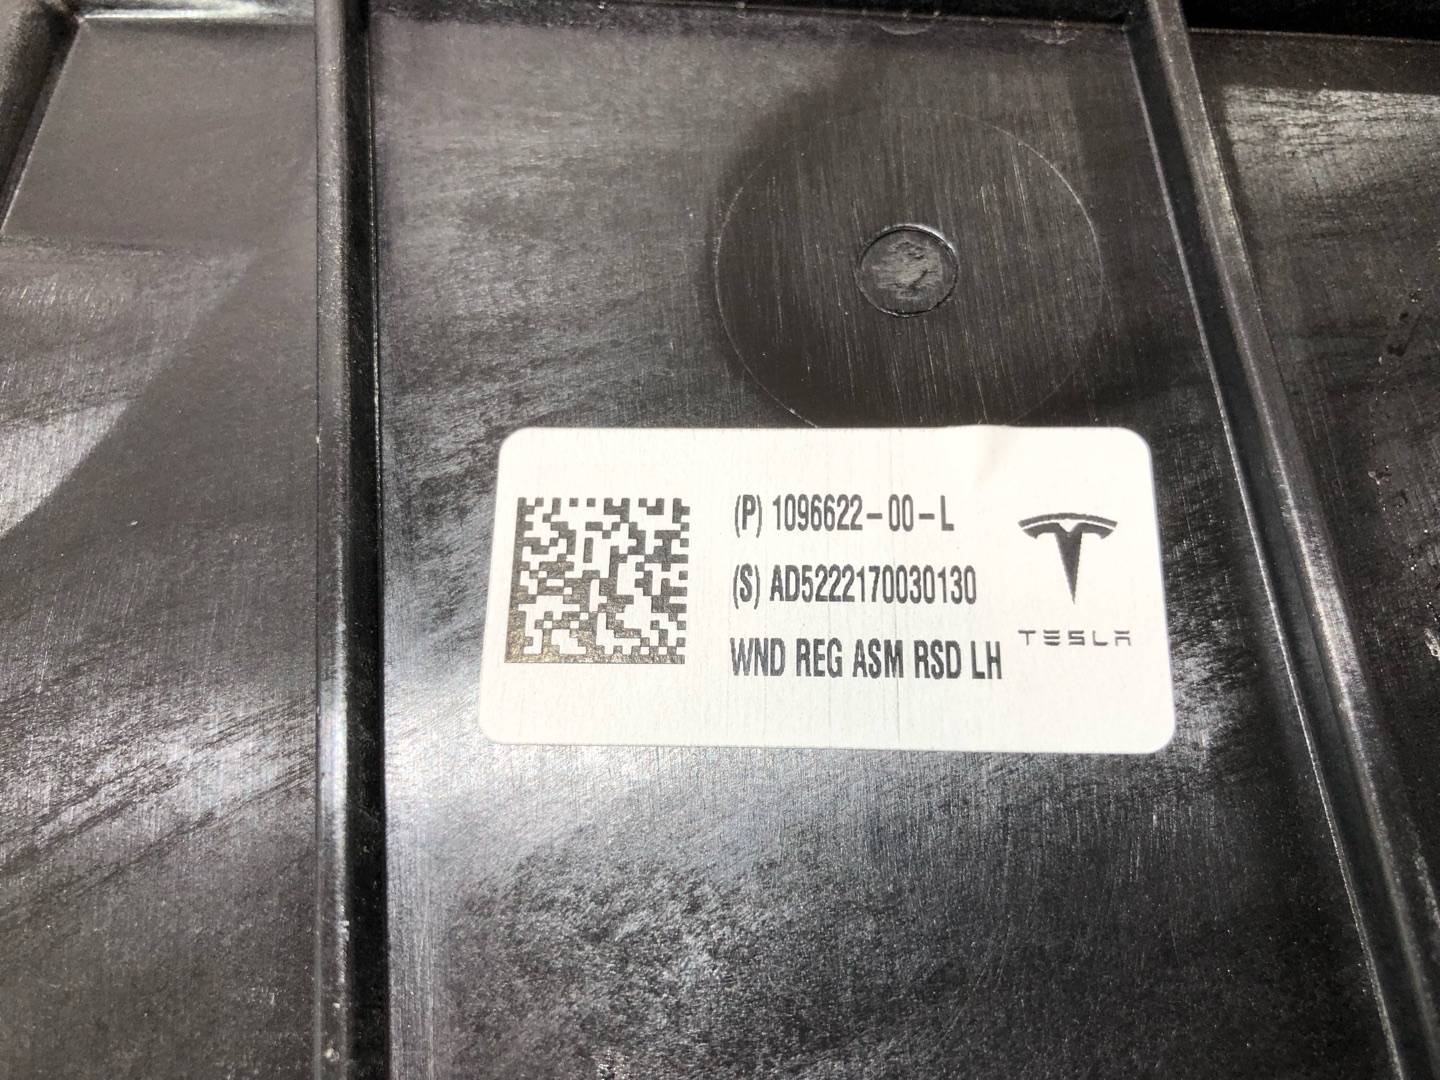 (P) 1096622-00-L
(S) AD5222170030130
WND REG ASM RSD LH
TESLA